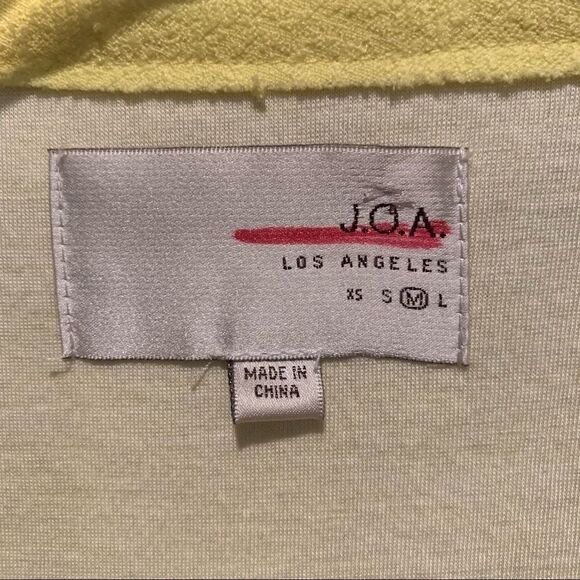 J.O.A.
LOS ANGELES
XS S M L
MADE IN
CHINA